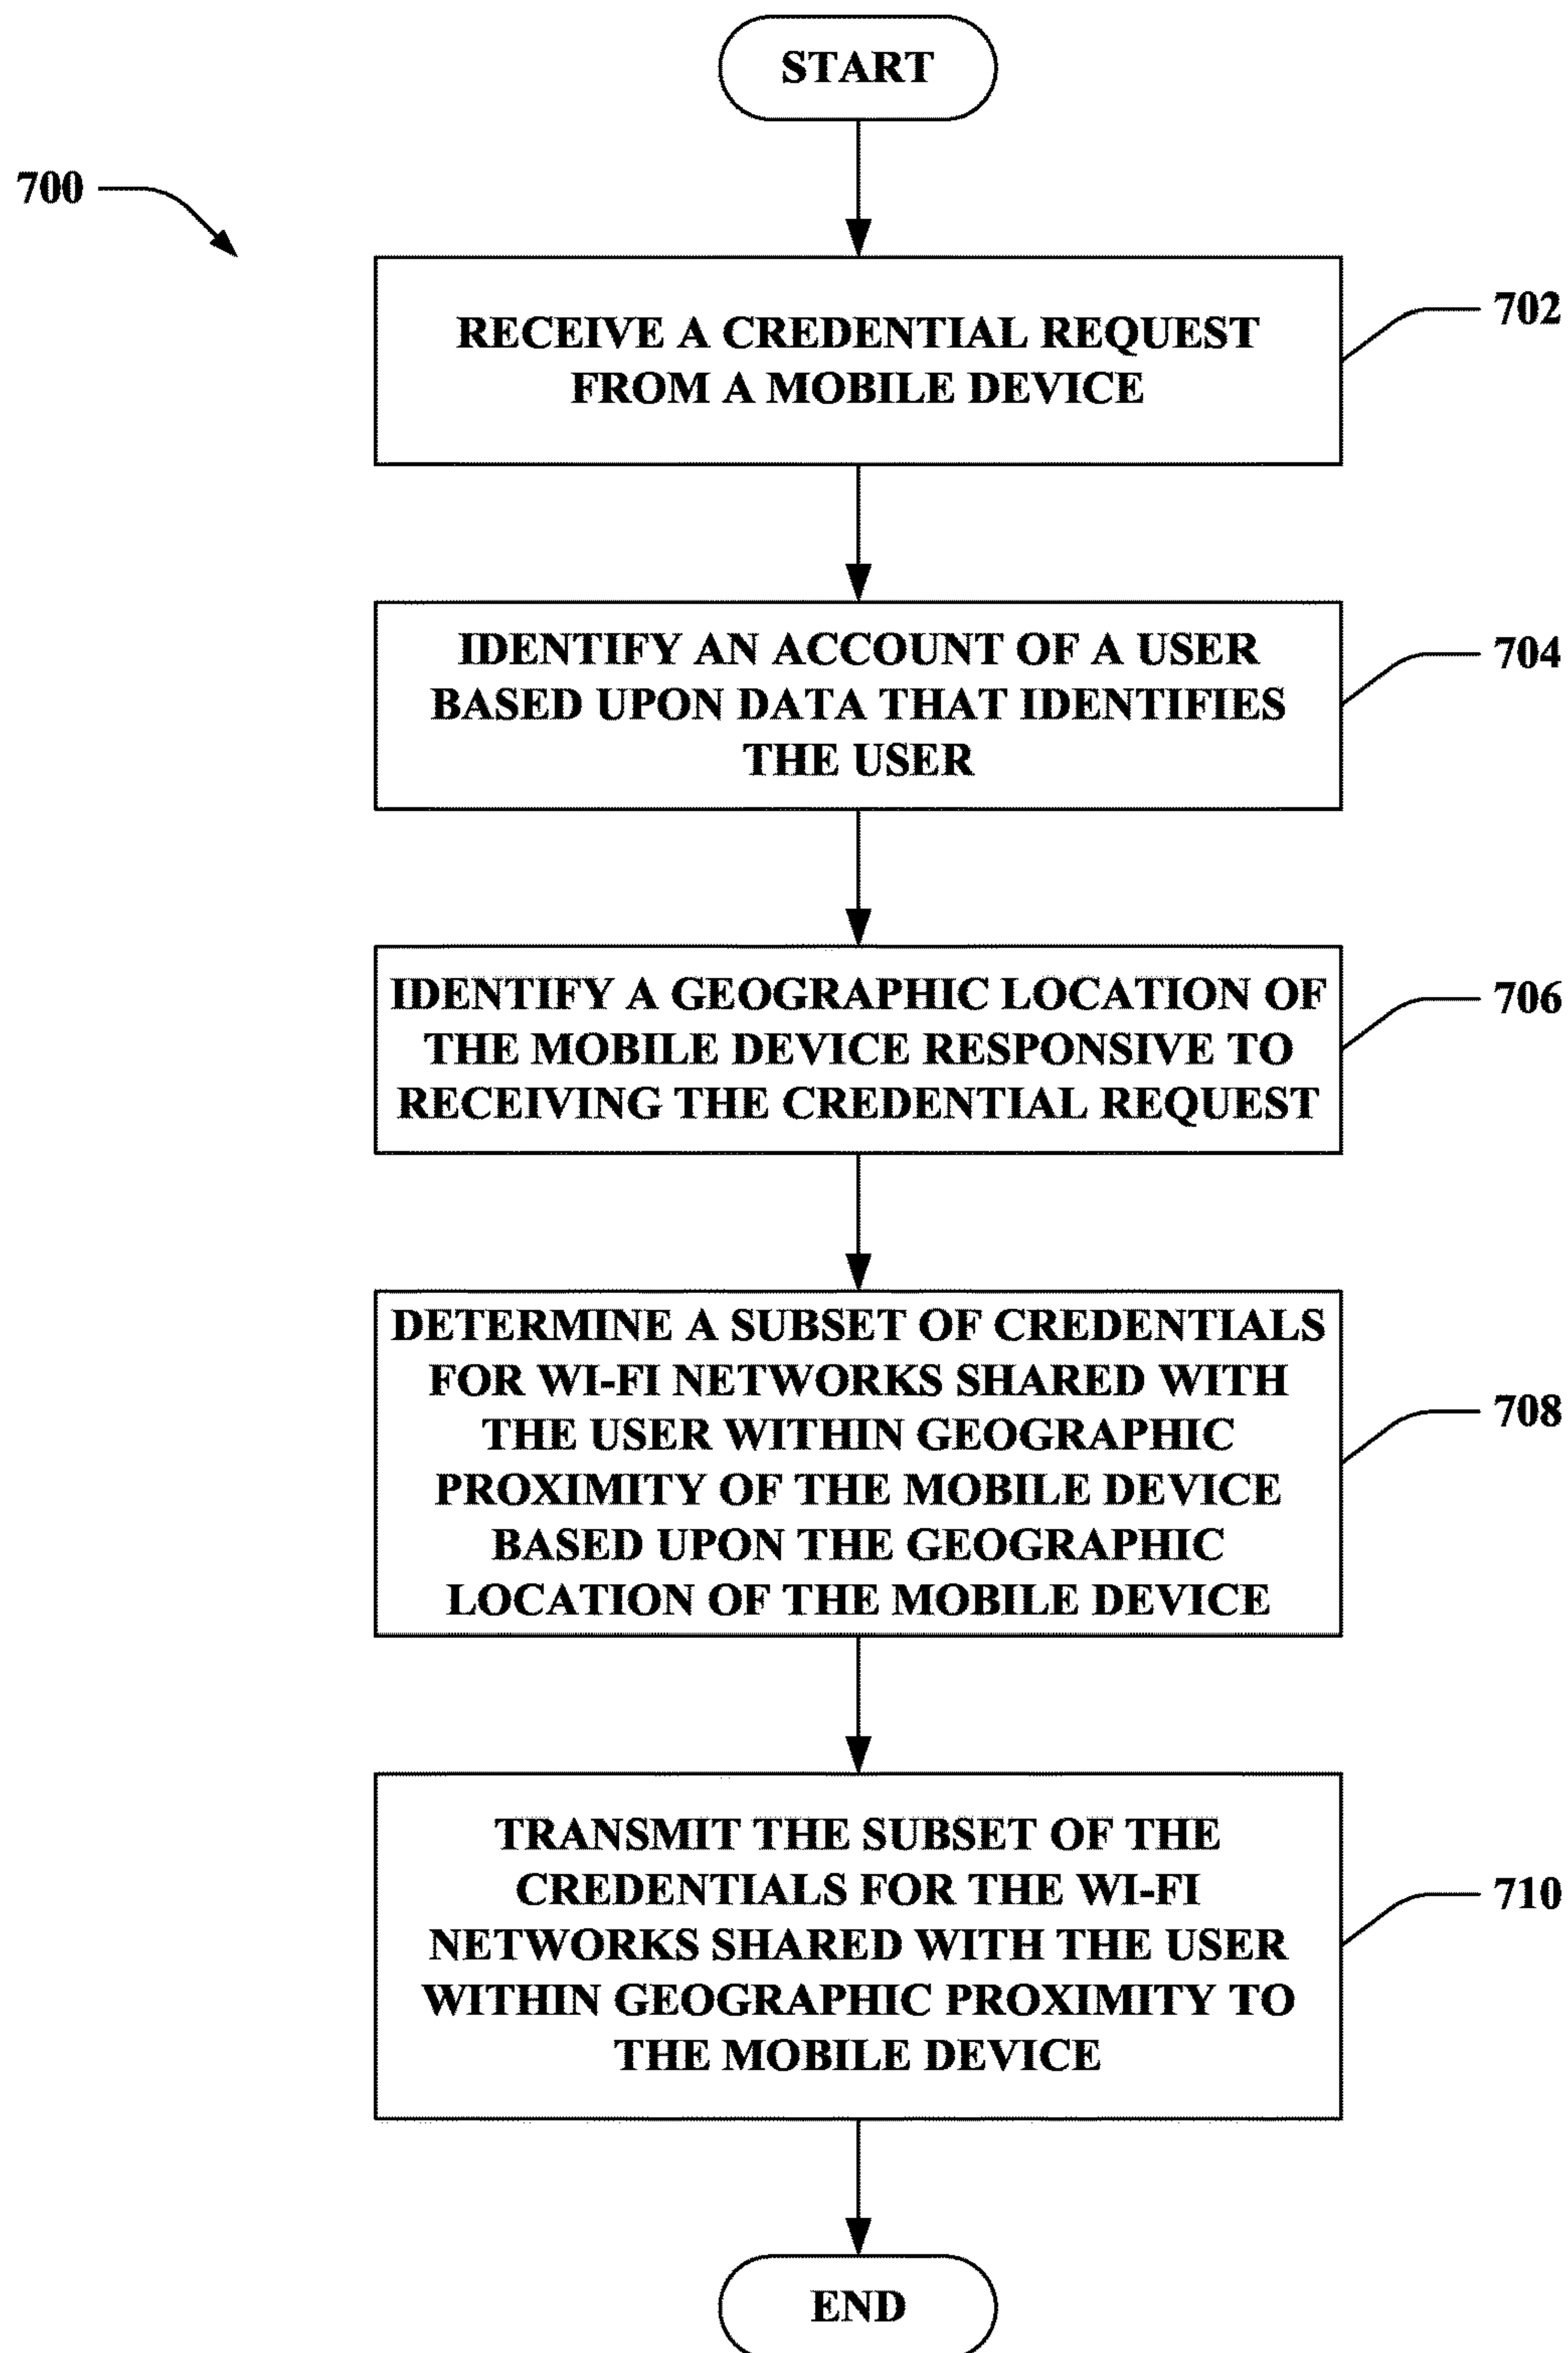 START
700
RECEIVE A CREDENTIAL REQUEST
FROM A MOBILE DEVICE
702
IDENTIFY AN ACCOUNT OF A USER
BASED UPON DATA THAT IDENTIFIES
THE USER
704
IDENTIFY A GEOGRAPHIC LOCATION OF
THE MOBILE DEVICE RESPONSIVE TO
RECEIVING THE CREDENTIAL REQUEST
706
DETERMINE A SUBSET OF CREDENTIALS
FOR WI-FI NETWORKS SHARED WITH
THE USER WITHIN GEOGRAPHIC
PROXIMITY OF THE MOBILE DEVICE
BASED UPON THE GEOGRAPHIC
LOCATION OF THE MOBILE DEVICE
708
TRANSMIT THE SUBSET OF THE
CREDENTIALS FOR THE WI-FI
NETWORKS SHARED WITH THE USER
WITHIN GEOGRAPHIC PROXIMITY TO
THE MOBILE DEVICE
710
END